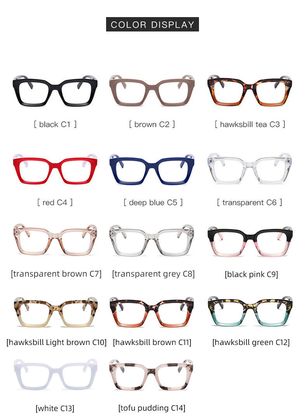 COLOR DISPLAY
[ black C1 ] [ brown C2 ] [ hawksbill tea C3 ]
[ red C4 ] [ deep blue C5 ] [ transparent C6 ]
[transparent brown C7] [transparent grey C8] [black pink C9]
[hawksbill Light brown C10] [hawksbill brown C11] [hawksbill green C12]
[white C13] [tofu pudding C14]